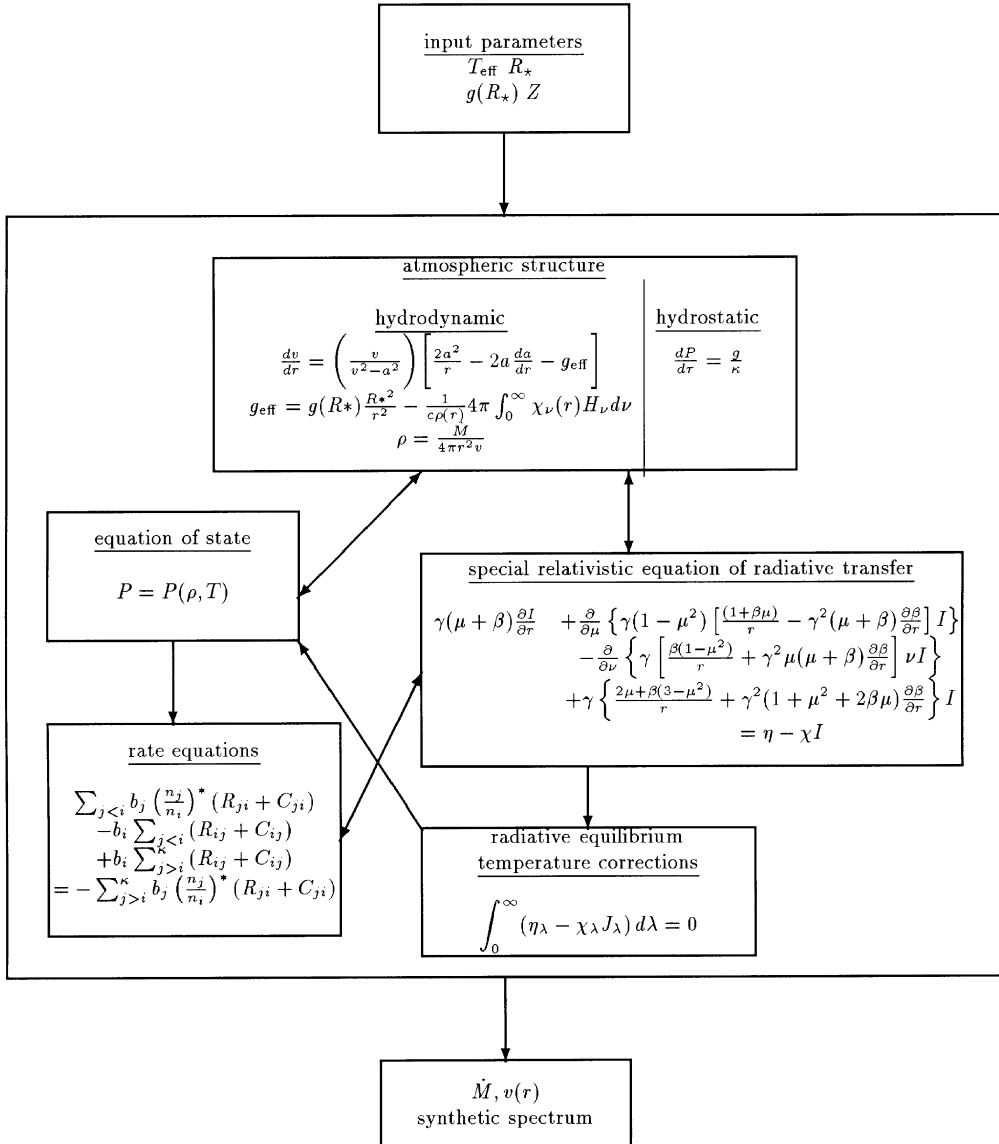 input parameters
T_eff R_⋆
g(R_⋆) Z
atmospheric structure
hydrodynamic
dv/dr = (v/(v²−a²)) [2a²/r − 2a da/dr − g_eff]
g_eff = g(R*) R*²/r² − 1/(cρ(r)) 4π ∫₀^∞ χ_ν(r)H_ν dν
ρ = Ṁ/(4πr²v)
hydrostatic
dP/dτ = g/κ
equation of state
P = P(ρ, T)
special relativistic equation of radiative transfer
γ(μ + β) ∂I/∂r + ∂/∂μ {γ(1 − μ²) [(1+βμ)/r − γ²(μ + β) ∂β/∂r] I}
−∂/∂ν {γ [β(1−μ²)/r + γ²μ(μ + β) ∂β/∂r] νI}
+γ {(2μ+β(3−μ²))/r + γ²(1 + μ² + 2βμ) ∂β/∂r} I
= η − χI
rate equations
∑_{j<i} b_j (n_j/n_i)* (R_ji + C_ji)
−b_i ∑_{j<i} (R_ij + C_ij)
+b_i ∑_{j>i}^κ (R_ij + C_ij)
= − ∑_{j>i}^κ b_j (n_j/n_i)* (R_ji + C_ji)
radiative equilibrium
temperature corrections
∫₀^∞ (η_λ − χ_λ J_λ) dλ = 0
Ṁ, v(r)
synthetic spectrum